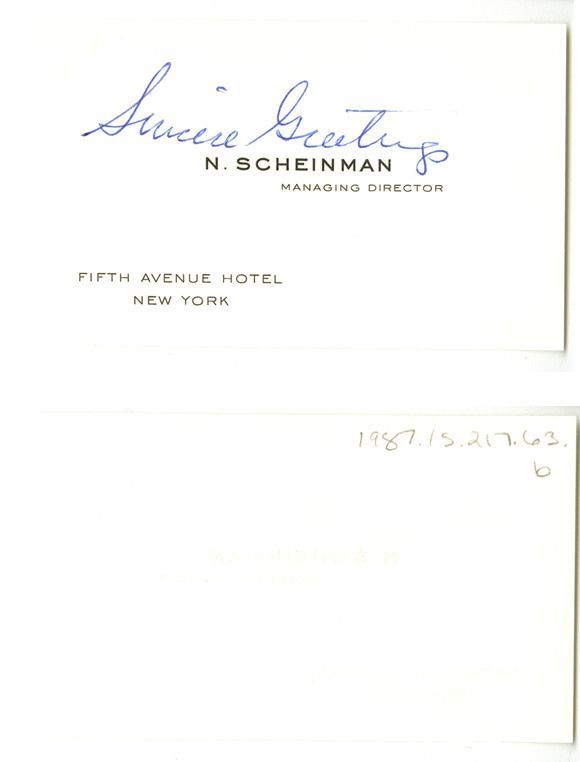 Sincere Greetings
N. SCHEINMAN
MANAGING DIRECTOR
FIFTH AVENUE HOTEL
NEW YORK
1987.15.217.63.
b